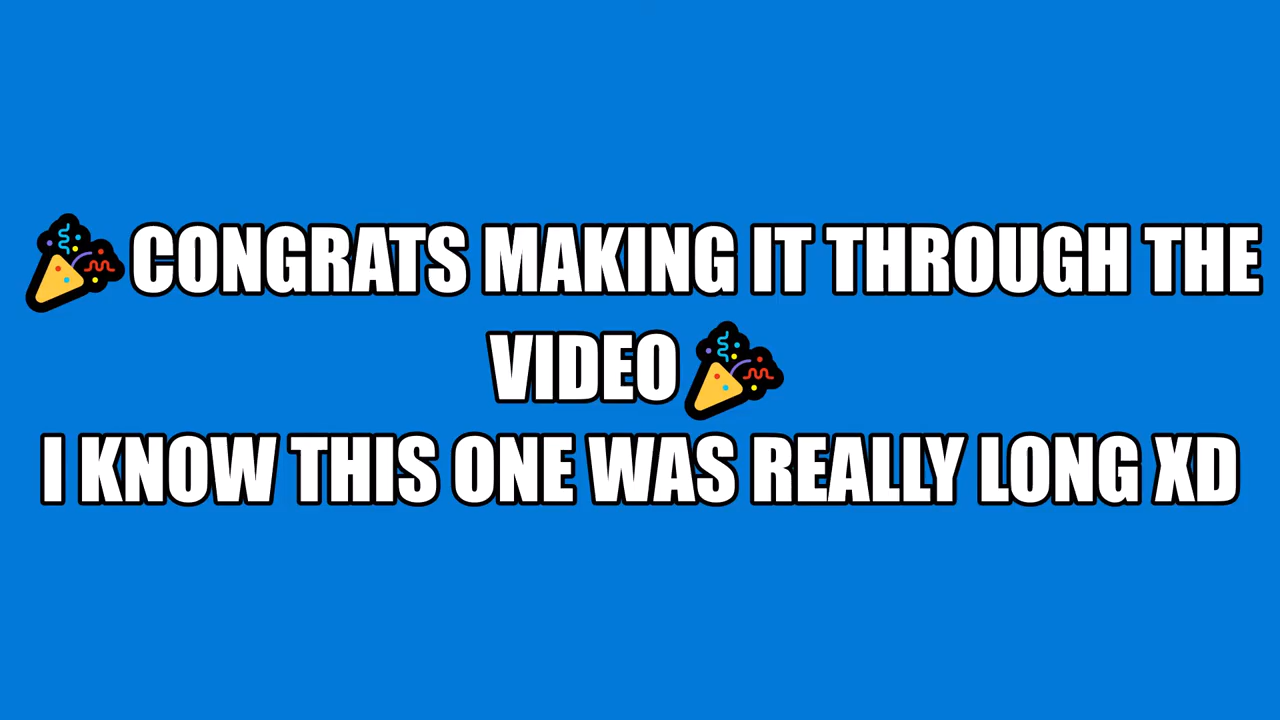 🎉 CONGRATS MAKING IT THROUGH THE
VIDEO 🎉
I KNOW THIS ONE WAS REALLY LONG XD